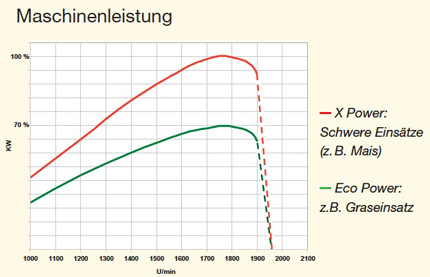 Maschinenleistung
100 %
70 %
KW
1000 1100 1200 1300 1400 1500 1600 1700 1800 1900 2000 2100
U/min
X Power:
Schwere Einsätze
(z. B. Mais)
Eco Power:
z.B. Graseinsatz